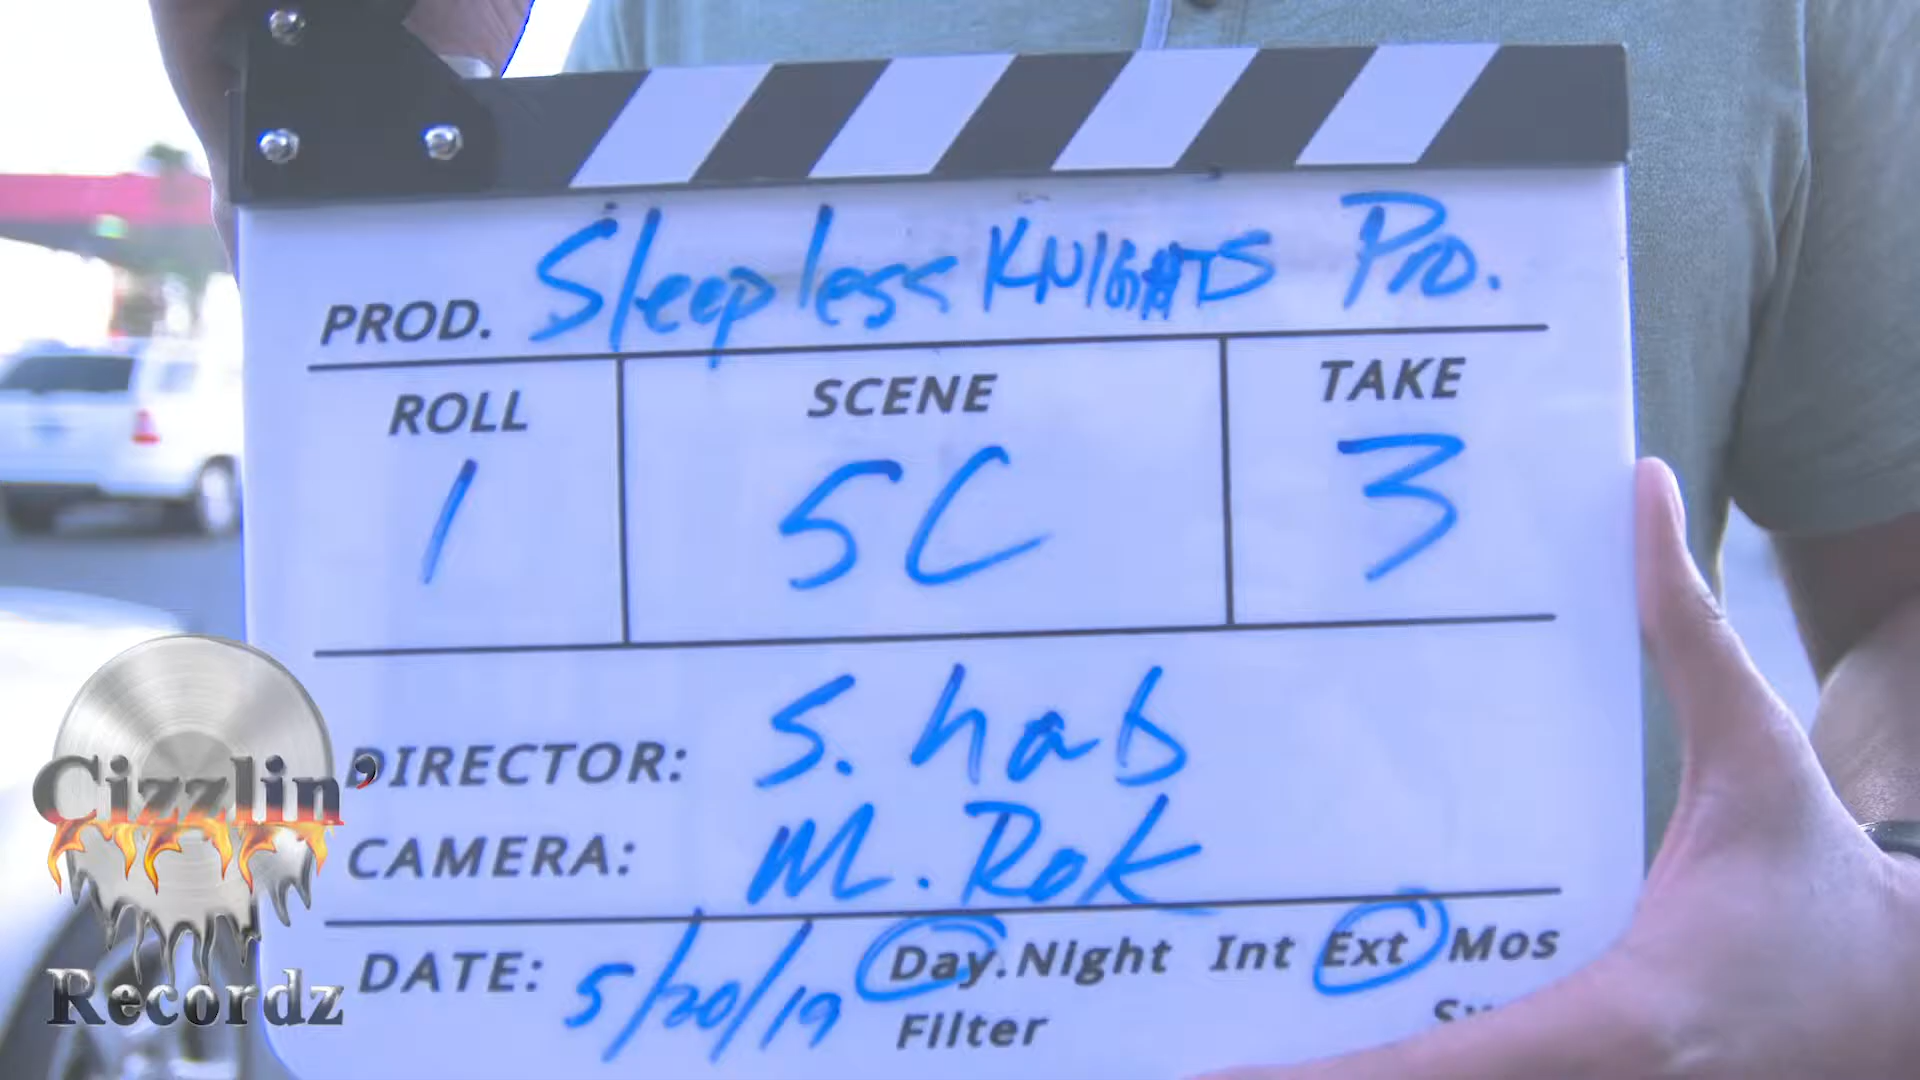 PROD. Sleepless KNIGHTS Pro.
ROLL SCENE TAKE
1 5C 3
DIRECTOR: S. hab
CAMERA: M. Rok
DATE: 5/20/19 Day.Night Int Ext Mos
Filter
Cizzlin'
Recordz